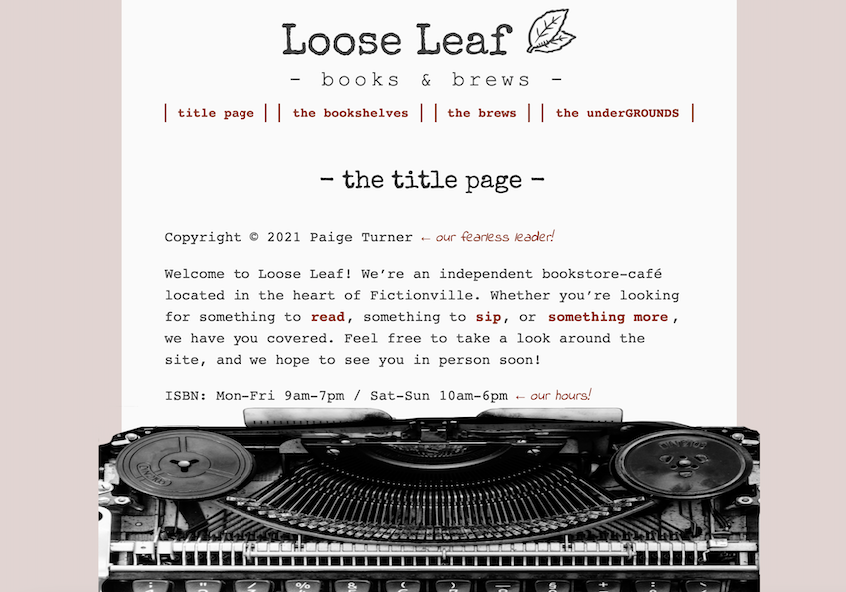 Loose Leaf
- books & brews -
| title page | | the bookshelves | | the brews | | the underGROUNDS |
- the title page -
Copyright © 2021 Paige Turner ← our fearless leader!
Welcome to Loose Leaf! We’re an independent bookstore-café
located in the heart of Fictionville. Whether you’re looking
for something to read, something to sip, or something more,
we have you covered. Feel free to take a look around the
site, and we hope to see you in person soon!
ISBN: Mon-Fri 9am-7pm / Sat-Sun 10am-6pm ← our hours!